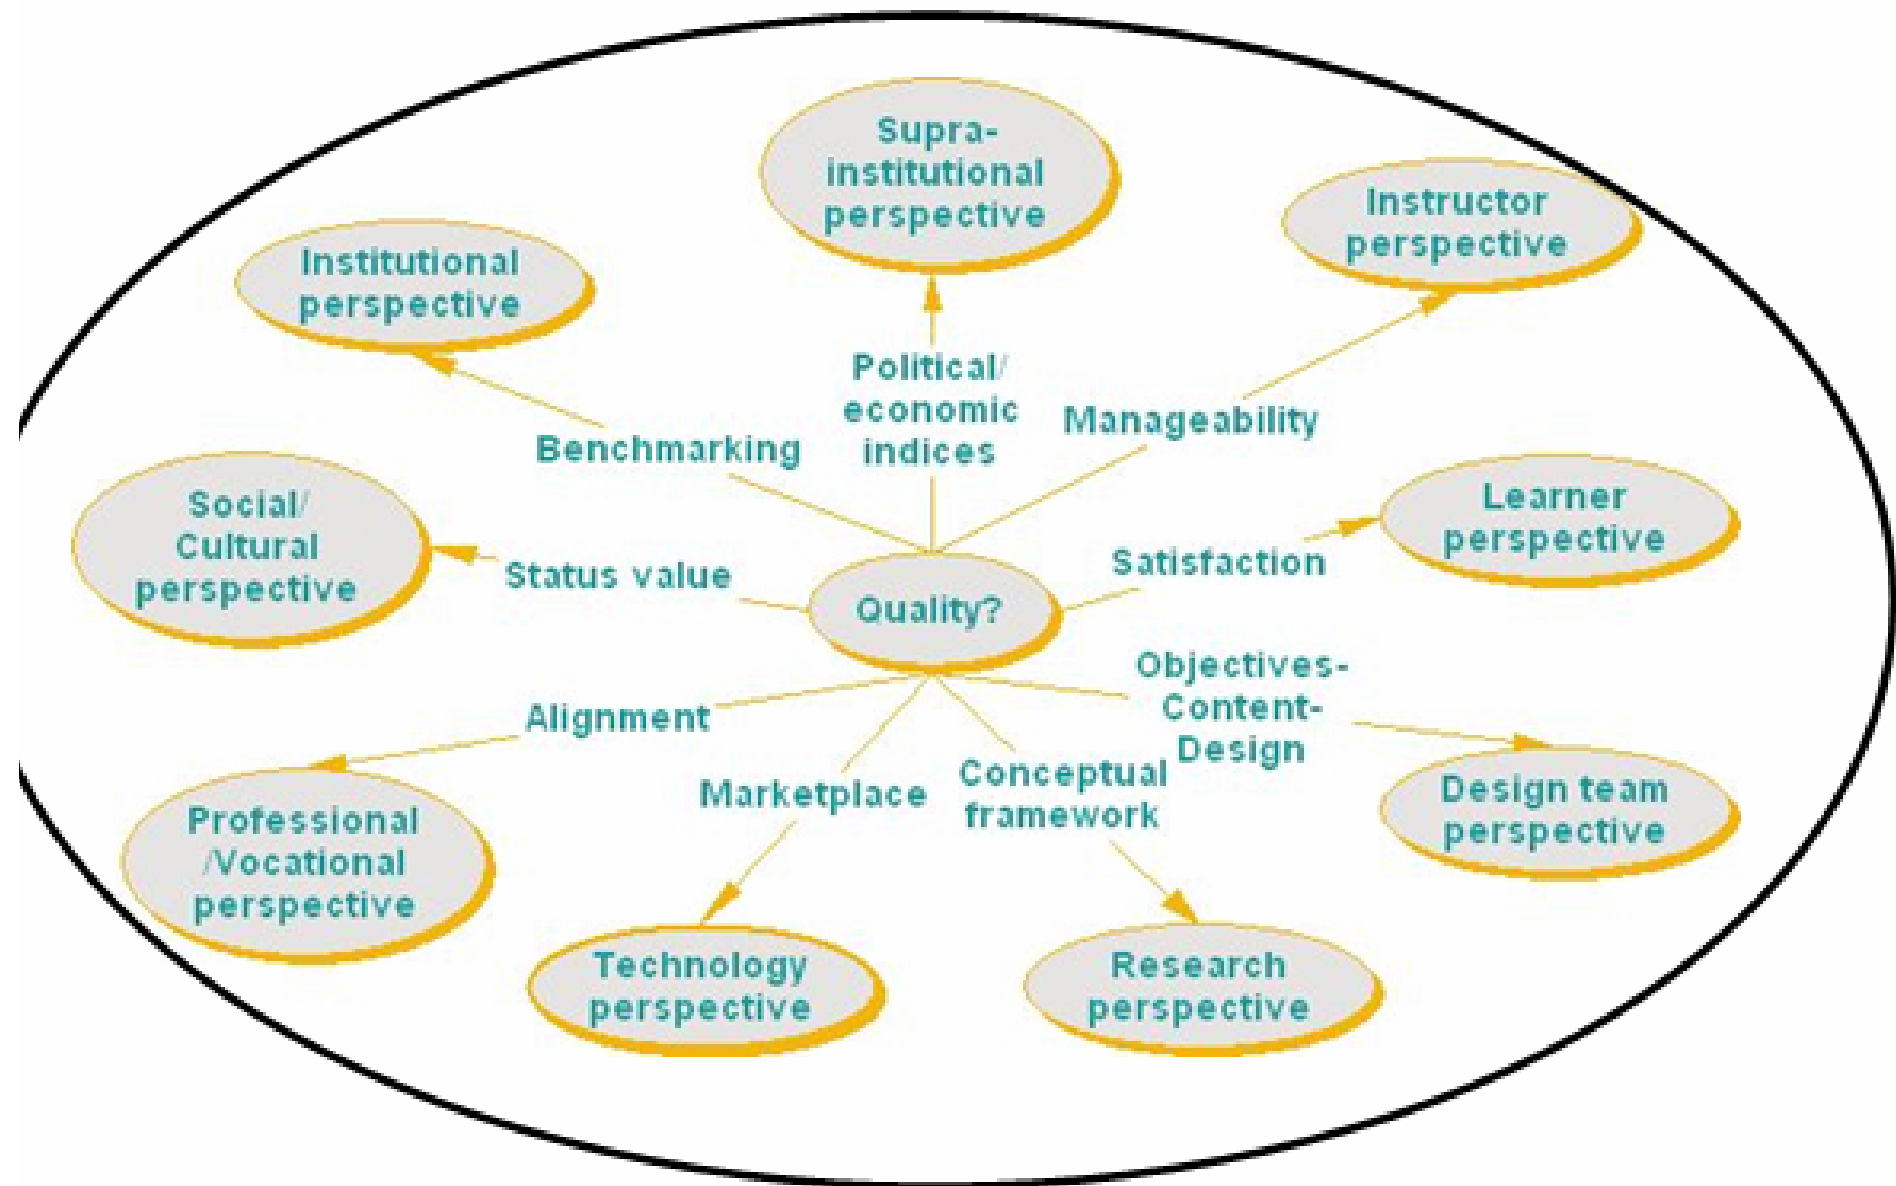 Supra-
institutional
perspective
Instructor
perspective
Institutional
perspective
Political/
economic
indices
Manageability
Benchmarking
Social/
Cultural
perspective
Learner
perspective
Status value
Satisfaction
Quality?
Objectives-
Content-
Design
Alignment
Marketplace
Conceptual
framework
Design team
perspective
Professional
/Vocational
perspective
Technology
perspective
Research
perspective